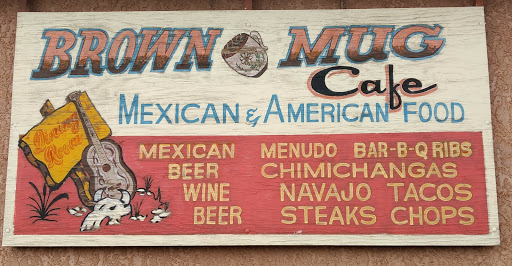 BROWN MUG
Cafe
MEXICAN & AMERICAN FOOD
Dining
Room
MEXICAN MENUDO BAR-B-Q RIBS
BEER CHIMICHANGAS
WINE NAVAJO TACOS
BEER STEAKS CHOPS